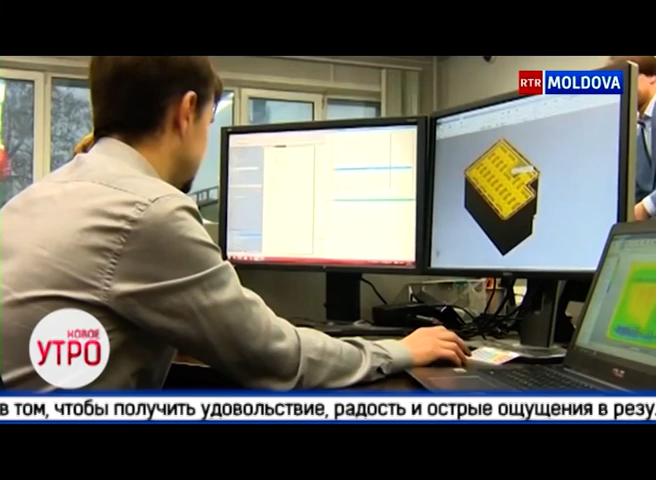 RTR MOLDOVA
НОВОЕ
УТРО
в том, чтобы получить удовольствие, радость и острые ощущения в резу